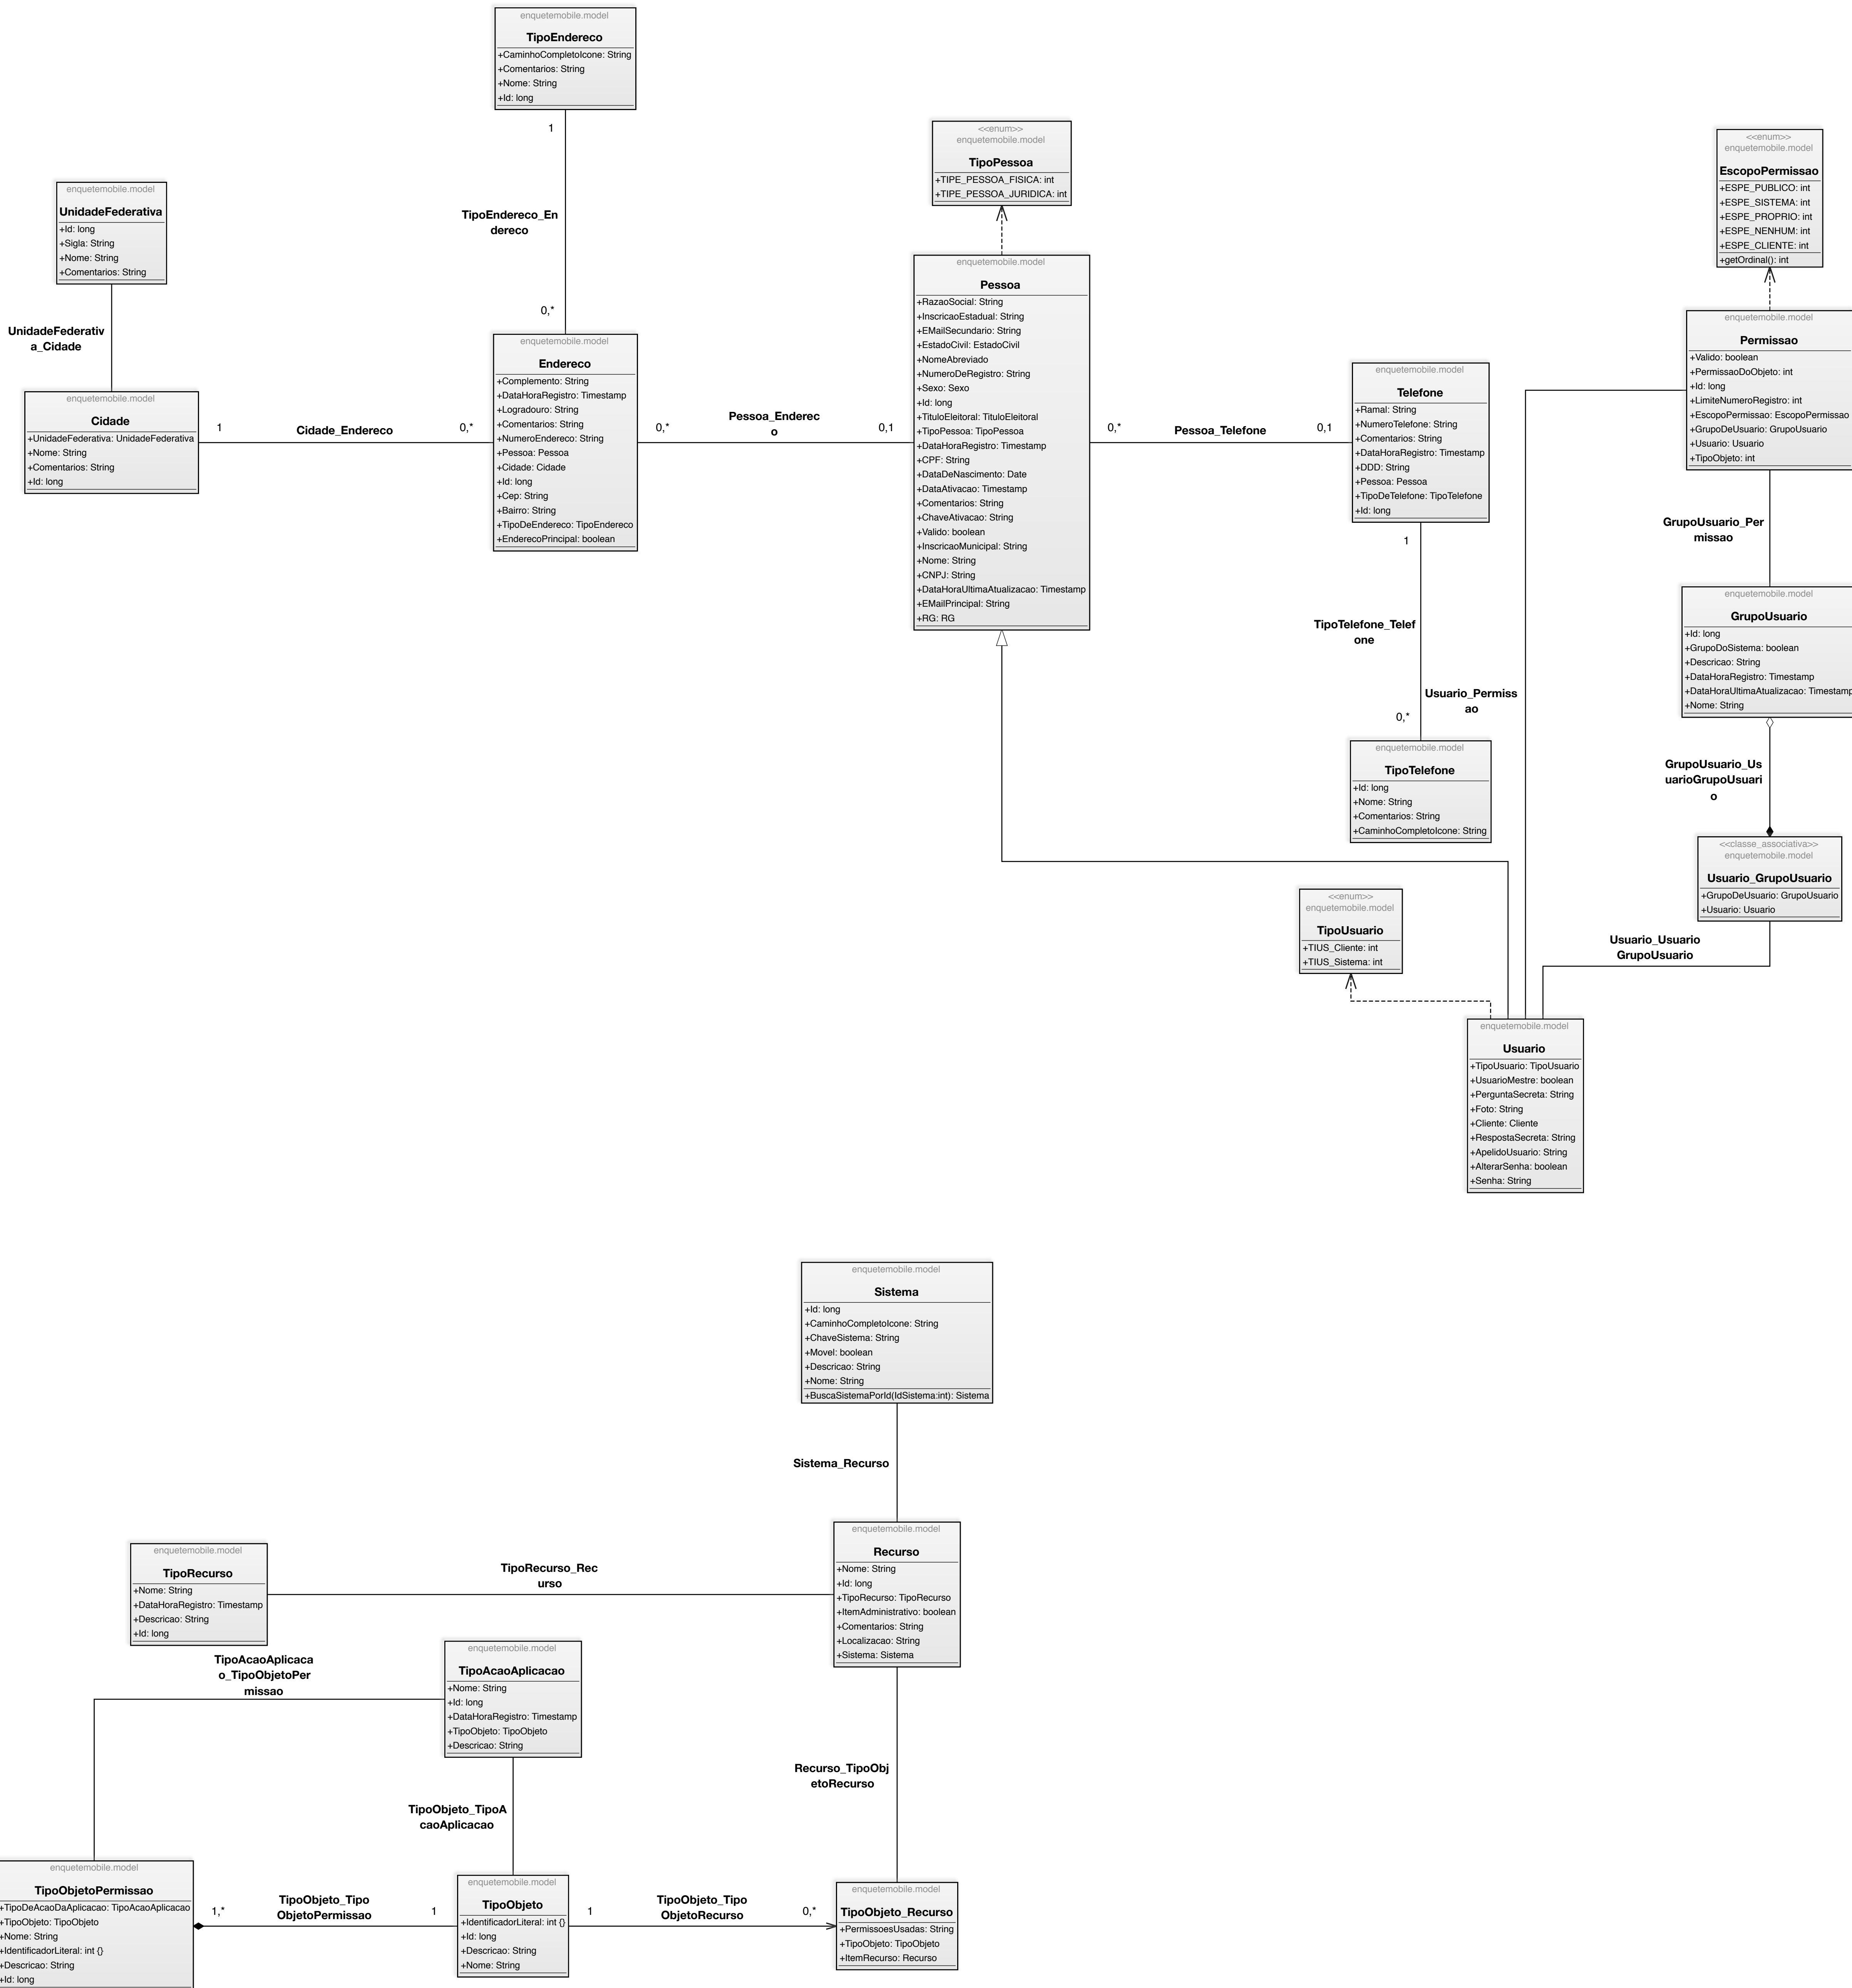 enquetemobile.model
TipoEndereco
+CaminhoCompletoIcone: String
+Comentarios: String
+Nome: String
+Id: long
1
TipoEndereco_En
dereco
0,*
enquetemobile.model
UnidadeFederativa
+Id: long
+Sigla: String
+Nome: String
+Comentarios: String
UnidadeFederativ
a_Cidade
enquetemobile.model
Cidade
+UnidadeFederativa: UnidadeFederativa
+Nome: String
+Comentarios: String
+Id: long
1
Cidade_Endereco
0,*
enquetemobile.model
Endereco
+Complemento: String
+DataHoraRegistro: Timestamp
+Logradouro: String
+Comentarios: String
+NumeroEndereco: String
+Pessoa: Pessoa
+Cidade: Cidade
+Id: long
+Cep: String
+Bairro: String
+TipoDeEndereco: TipoEndereco
+EnderecoPrincipal: boolean
0,*
Pessoa_Enderec
o
0,1
<<enum>>
enquetemobile.model
TipoPessoa
+TIPE_PESSOA_FISICA: int
+TIPE_PESSOA_JURIDICA: int
enquetemobile.model
Pessoa
+RazaoSocial: String
+InscricaoEstadual: String
+EMailSecundario: String
+EstadoCivil: EstadoCivil
+NomeAbreviado
+NumeroDeRegistro: String
+Sexo: Sexo
+Id: long
+TituloEleitoral: TituloEleitoral
+TipoPessoa: TipoPessoa
+DataHoraRegistro: Timestamp
+CPF: String
+DataDeNascimento: Date
+DataAtivacao: Timestamp
+Comentarios: String
+ChaveAtivacao: String
+Valido: boolean
+InscricaoMunicipal: String
+Nome: String
+CNPJ: String
+DataHoraUltimaAtualizacao: Timestamp
+EMailPrincipal: String
+RG: RG
0,*
Pessoa_Telefone
0,1
enquetemobile.model
Telefone
+Ramal: String
+NumeroTelefone: String
+Comentarios: String
+DataHoraRegistro: Timestamp
+DDD: String
+Pessoa: Pessoa
+TipoDeTelefone: TipoTelefone
+Id: long
1
TipoTelefone_Telef
one
0,*
enquetemobile.model
TipoTelefone
+Id: long
+Nome: String
+Comentarios: String
+CaminhoCompletoIcone: String
Usuario_Permiss
ao
<<enum>>
enquetemobile.model
EscopoPermissao
+ESPE_PUBLICO: int
+ESPE_SISTEMA: int
+ESPE_PROPRIO: int
+ESPE_NENHUM: int
+ESPE_CLIENTE: int
+getOrdinal(): int
enquetemobile.model
Permissao
+Valido: boolean
+PermissaoDoObjeto: int
+Id: long
+LimiteNumeroRegistro: int
+EscopoPermissao: EscopoPermissao
+GrupoDeUsuario: GrupoUsuario
+Usuario: Usuario
+TipoObjeto: int
GrupoUsuario_Per
missao
enquetemobile.model
GrupoUsuario
+Id: long
+GrupoDoSistema: boolean
+Descricao: String
+DataHoraRegistro: Timestamp
+DataHoraUltimaAtualizacao: Timestamp
+Nome: String
GrupoUsuario_Us
uarioGrupoUsuari
o
<<classe_associativa>>
enquetemobile.model
Usuario_GrupoUsuario
+GrupoDeUsuario: GrupoUsuario
+Usuario: Usuario
Usuario_Usuario
GrupoUsuario
<<enum>>
enquetemobile.model
TipoUsuario
+TIUS_Cliente: int
+TIUS_Sistema: int
enquetemobile.model
Usuario
+TipoUsuario: TipoUsuario
+UsuarioMestre: boolean
+PerguntaSecreta: String
+Foto: String
+Cliente: Cliente
+RespostaSecreta: String
+ApelidoUsuario: String
+AlterarSenha: boolean
+Senha: String
enquetemobile.model
Sistema
+Id: long
+CaminhoCompletoIcone: String
+ChaveSistema: String
+Movel: boolean
+Descricao: String
+Nome: String
+BuscaSistemaPorId(IdSistema:int): Sistema
Sistema_Recurso
enquetemobile.model
Recurso
+Nome: String
+Id: long
+TipoRecurso: TipoRecurso
+ItemAdministrativo: boolean
+Comentarios: String
+Localizacao: String
+Sistema: Sistema
TipoRecurso_Rec
urso
enquetemobile.model
TipoRecurso
+Nome: String
+DataHoraRegistro: Timestamp
+Descricao: String
+Id: long
TipoAcaoAplicaca
o_TipoObjetoPer
missao
enquetemobile.model
TipoAcaoAplicacao
+Nome: String
+Id: long
+DataHoraRegistro: Timestamp
+TipoObjeto: TipoObjeto
+Descricao: String
TipoObjeto_TipoA
caoAplicacao
Recurso_TipoObj
etoRecurso
enquetemobile.model
TipoObjetoPermissao
+TipoDeAcaoDaAplicacao: TipoAcaoAplicacao
+TipoObjeto: TipoObjeto
+Nome: String
+IdentificadorLiteral: int {}
+Descricao: String
+Id: long
1,*
TipoObjeto_Tipo
ObjetoPermissao
1
enquetemobile.model
TipoObjeto
+IdentificadorLiteral: int {}
+Id: long
+Descricao: String
+Nome: String
1
TipoObjeto_Tipo
ObjetoRecurso
0,*
enquetemobile.model
TipoObjeto_Recurso
+PermissoesUsadas: String
+TipoObjeto: TipoObjeto
+ItemRecurso: Recurso